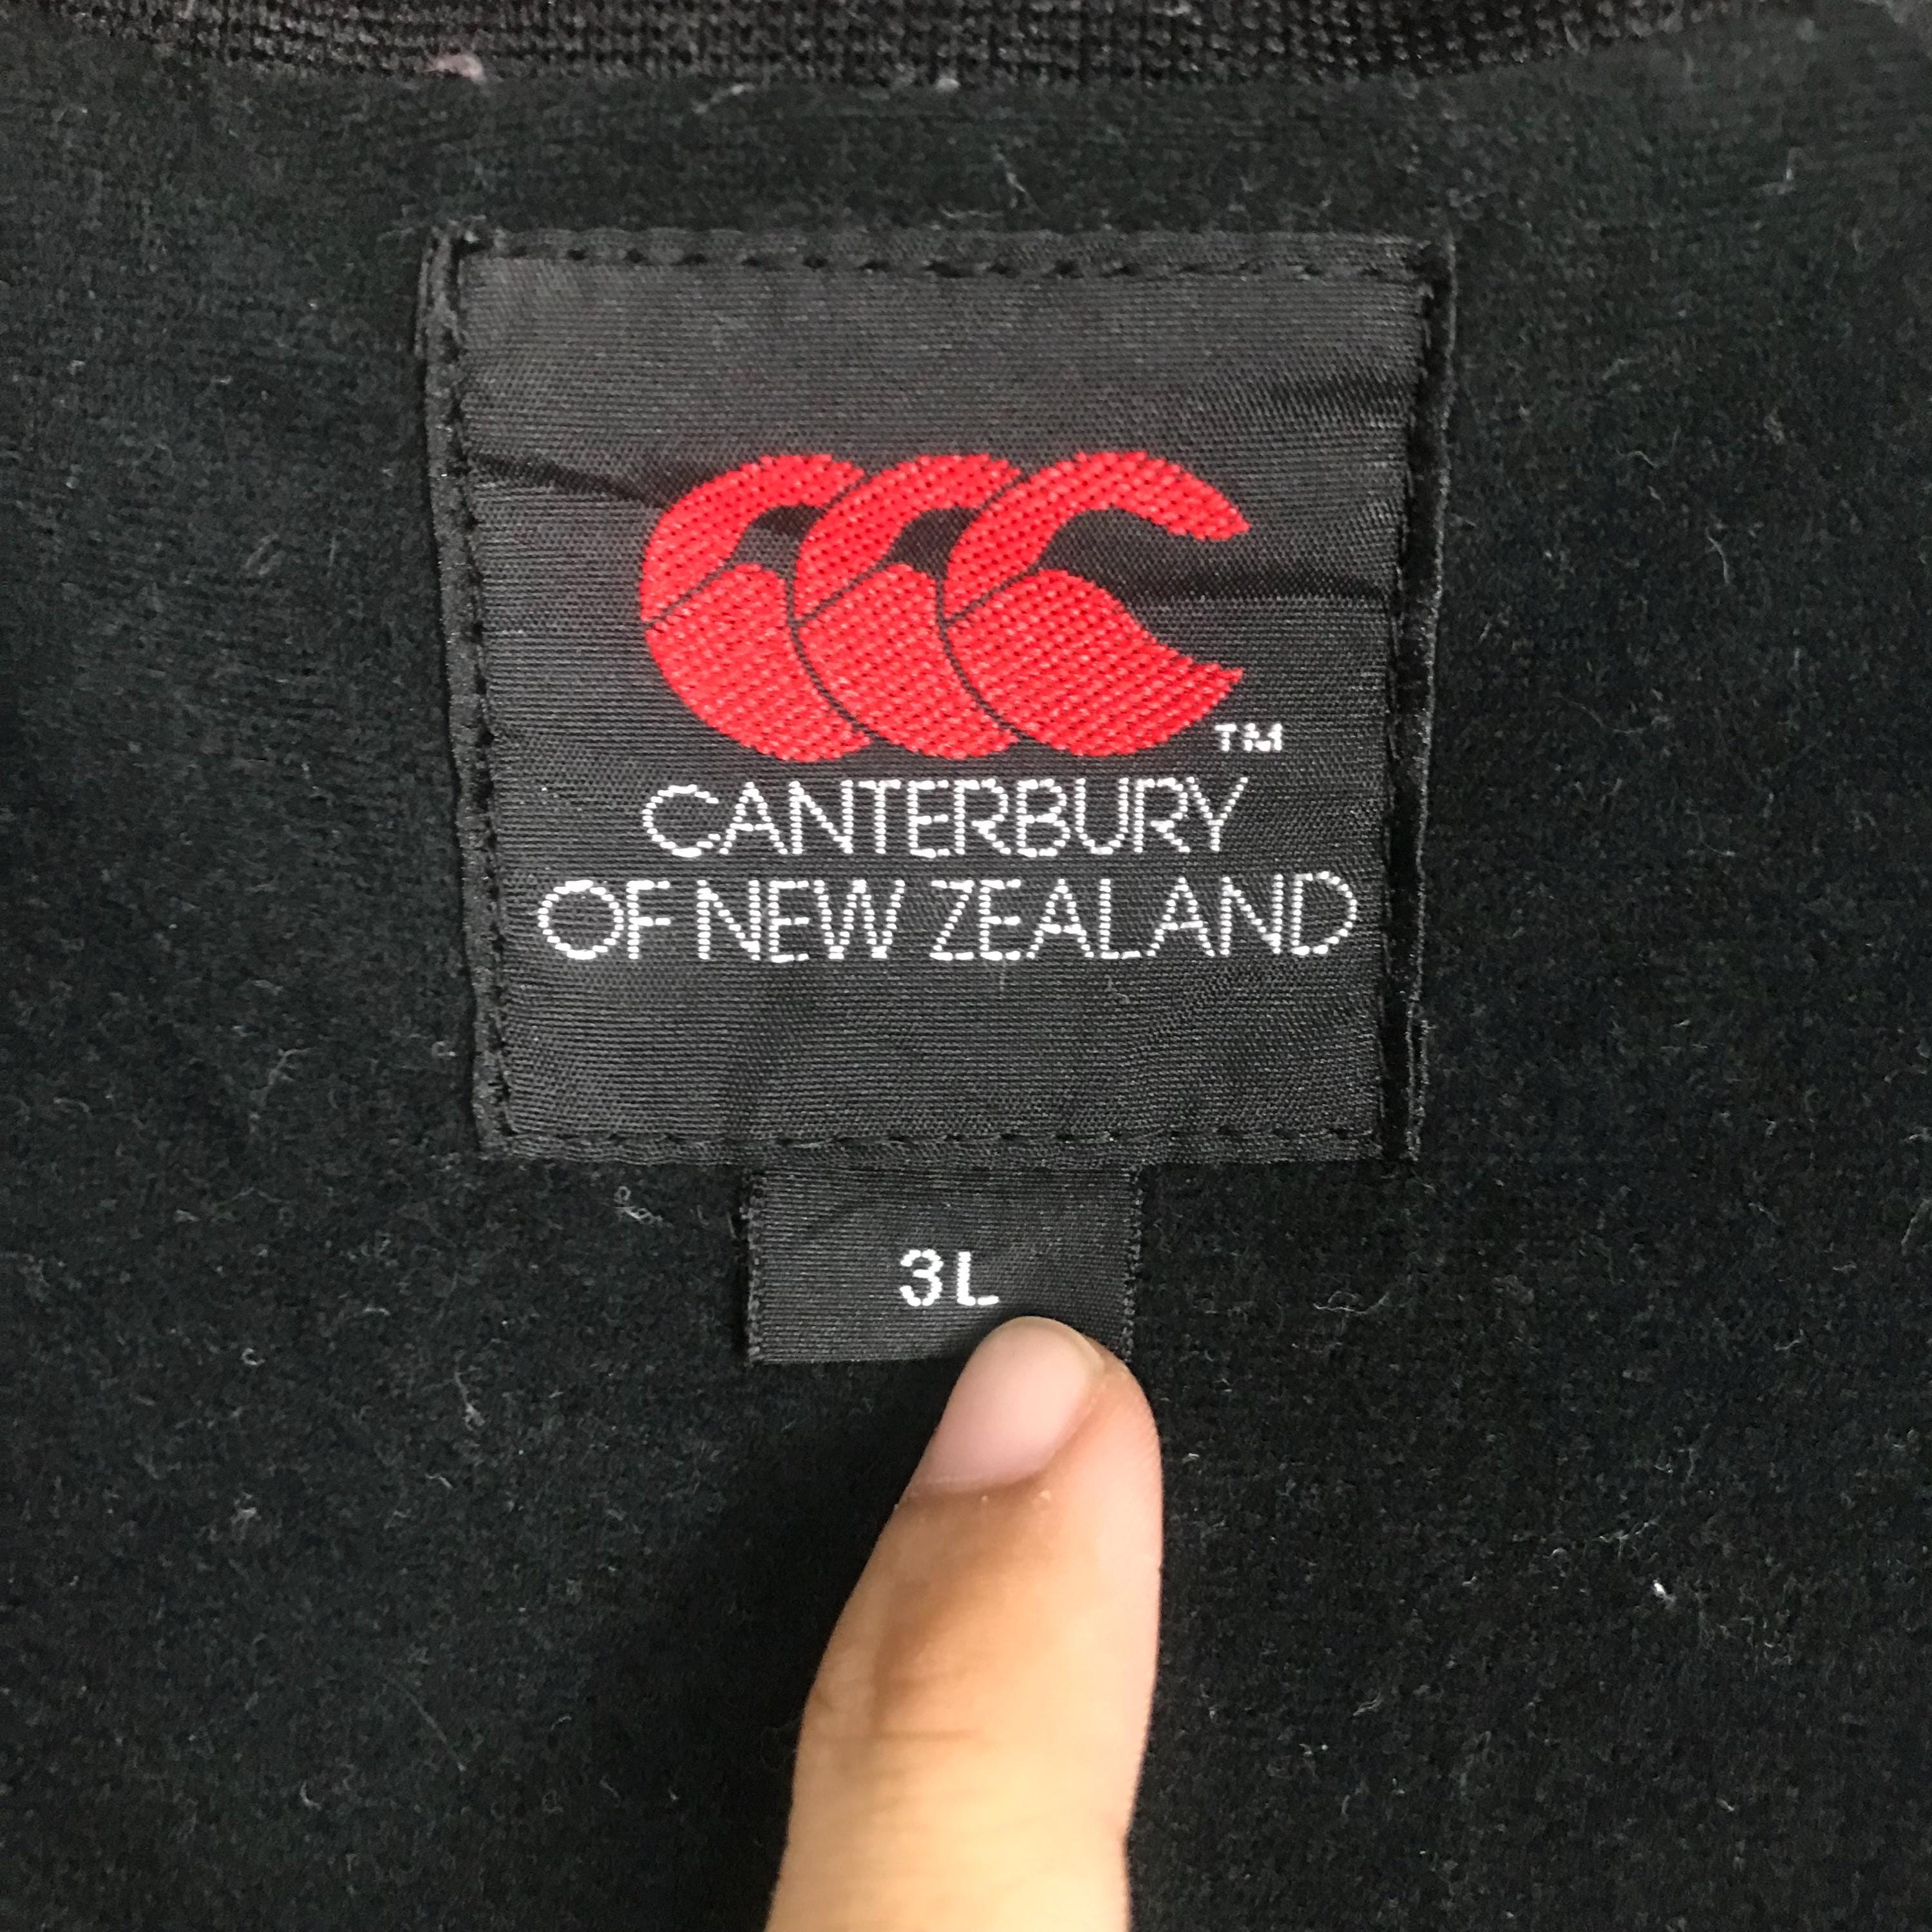 TM
CANTERBURY
OF NEW ZEALAND
3L